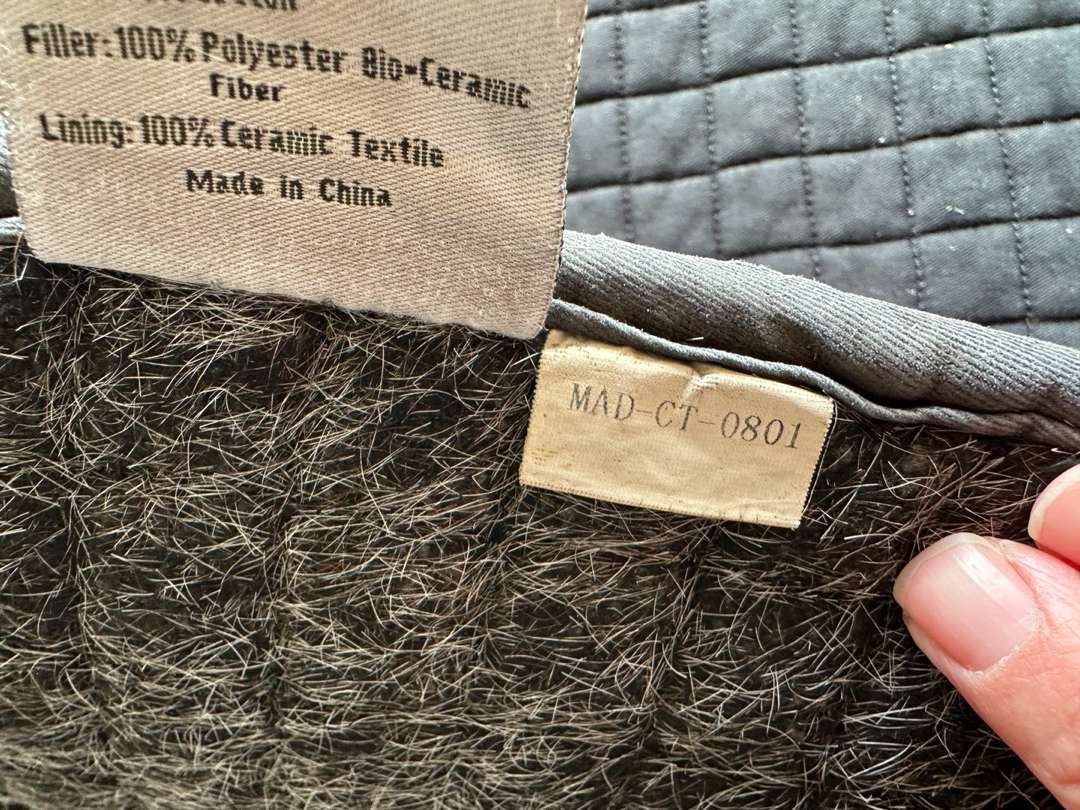 Filler:100% Polyester Bio-Ceramic
Fiber
Lining:100% Ceramic Textile
Made in China
MAD-CT-0801